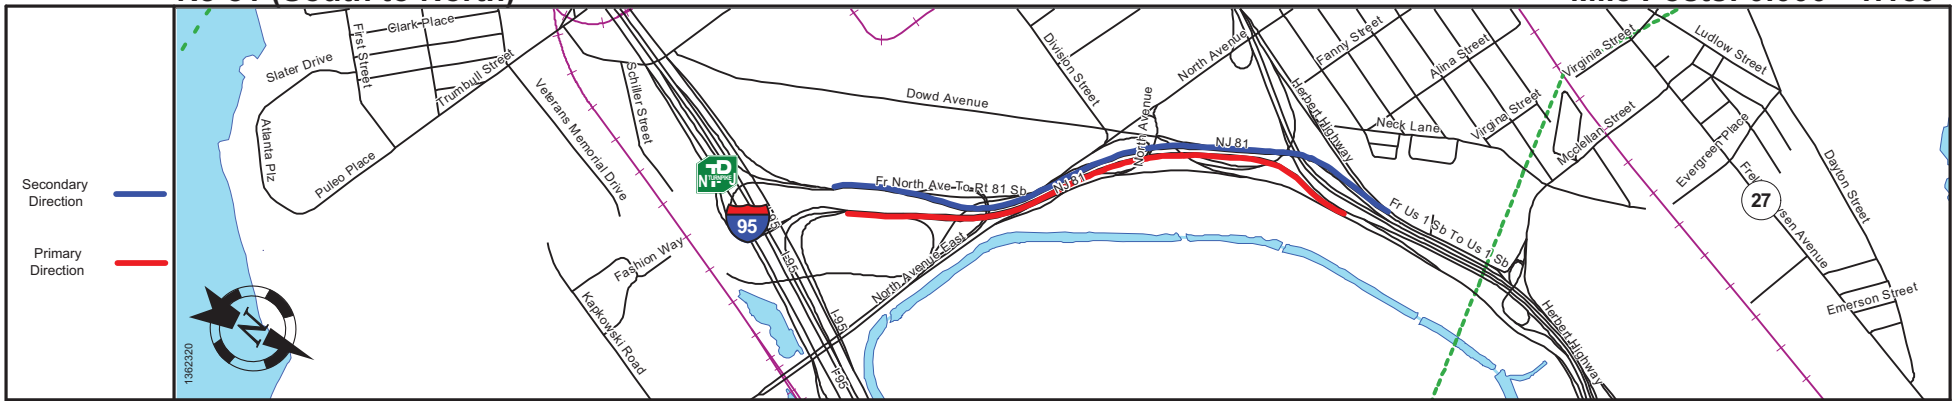 Secondary
Direction
Primary
Direction
1362320
N
Slater Drive
First Street
Clark Place
Trumbull Street
Atlanta Plz
Puleo Place
Veterans Memorial Drive
Schiller Street
Fashion Way
Kapkowski Road
TURNPIKE
95
I-95
I-95
I-95
I-95
Dowd Avenue
Fr North Ave To Rt 81 Sb
NJ 81
North Avenue East
Division Street
North Avenue
North Avenue
NJ 81
Herbert Highway
Fanny Street
Alina Street
Neck Lane
Virgina Street
Virginia Street
Mcclellan Street
Fr Us 1 Sb To Us 1 Sb
Herbert Highway
Ludlow Street
Evergreen Place
27
Dayton Street
Emerson Street